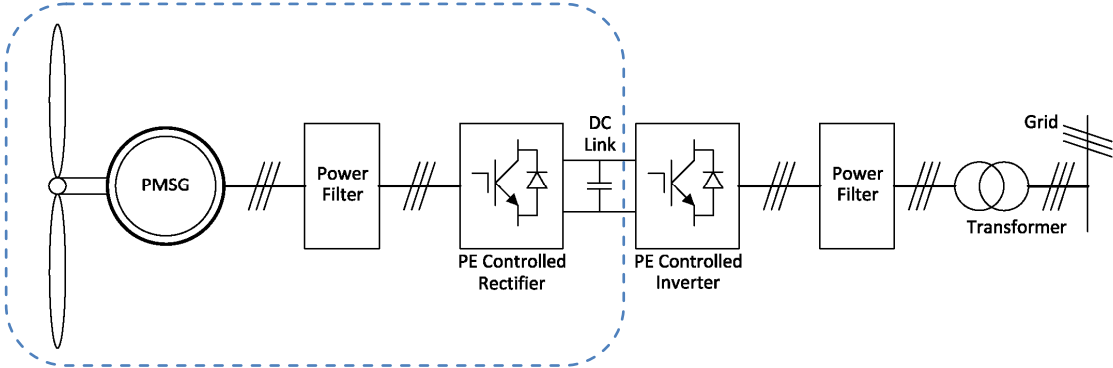 PMSG
Power
Filter
PE Controlled
Rectifier
DC
Link
PE Controlled
Inverter
Power
Filter
Transformer
Grid